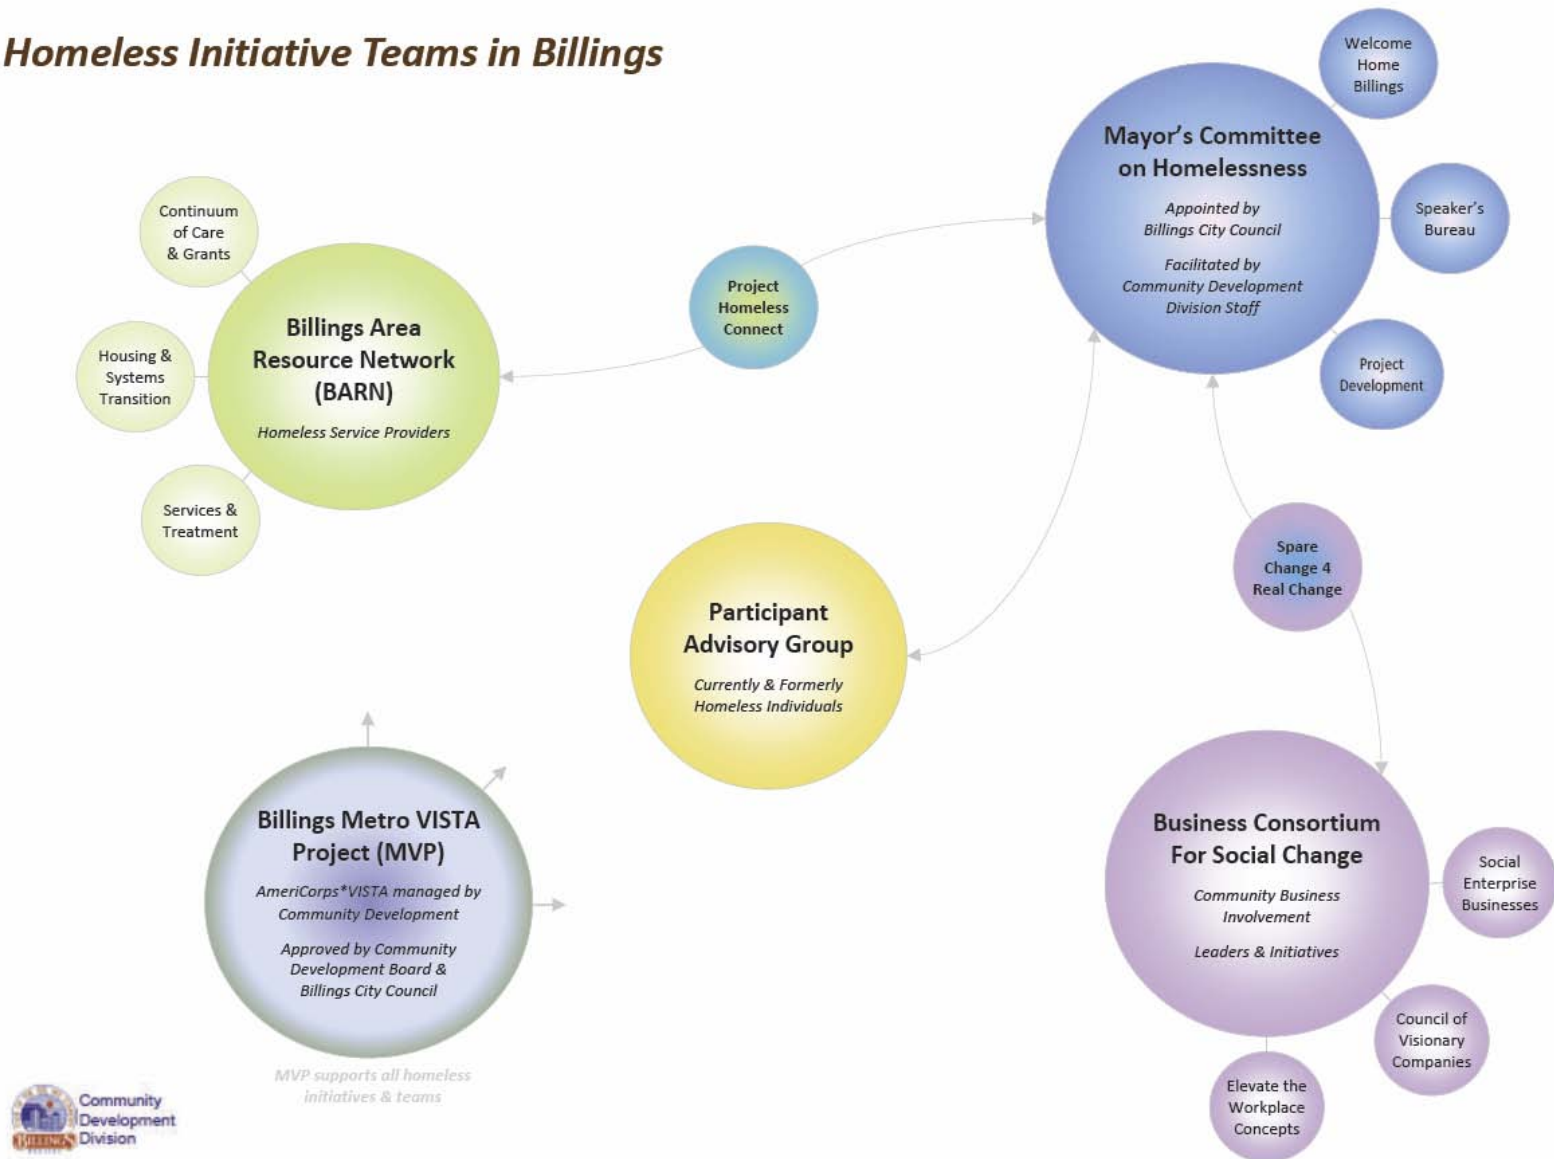 Homeless Initiative Teams in Billings
Welcome
Home
Billings
Mayor's Committee
on Homelessness
Appointed by
Billings City Council
Facilitated by
Community Development
Division Staff
Speaker's
Bureau
Project
Development
Continuum
of Care
& Grants
Housing &
Systems
Transition
Services &
Treatment
Billings Area
Resource Network
(BARN)
Homeless Service Providers
Project
Homeless
Connect
Spare
Change 4
Real Change
Participant
Advisory Group
Currently & Formerly
Homeless Individuals
Billings Metro VISTA
Project (MVP)
AmeriCorps*VISTA managed by
Community Development
Approved by Community
Development Board &
Billings City Council
MVP supports all homeless
initiatives & teams
Business Consortium
For Social Change
Community Business
Involvement
Leaders & Initiatives
Social
Enterprise
Businesses
Council of
Visionary
Companies
Elevate the
Workplace
Concepts
BILLINGS
Community
Development
Division